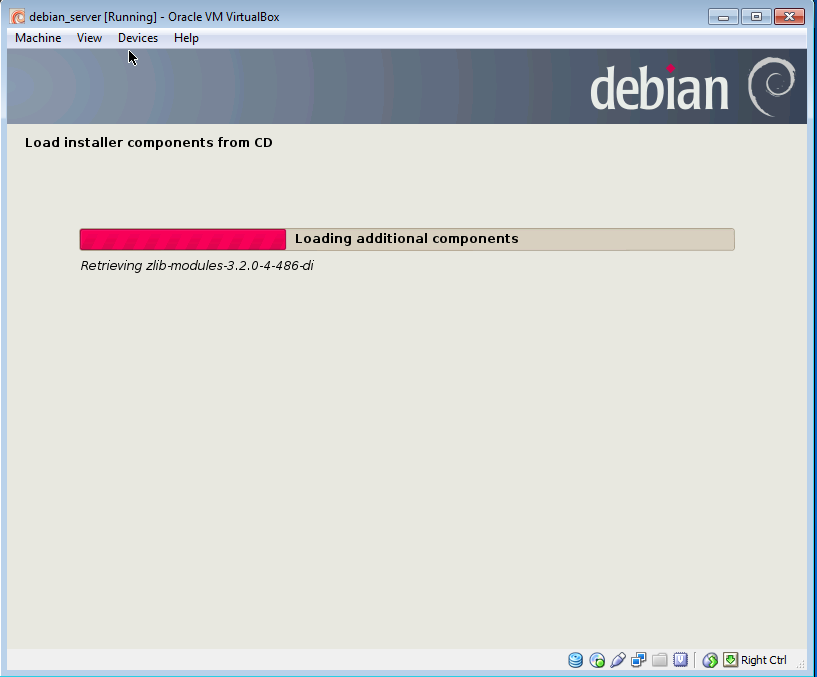 debian_server [Running] - Oracle VM VirtualBox
Machine View Devices Help
debian
Load installer components from CD
Loading additional components
Retrieving zlib-modules-3.2.0-4-486-di
Right Ctrl